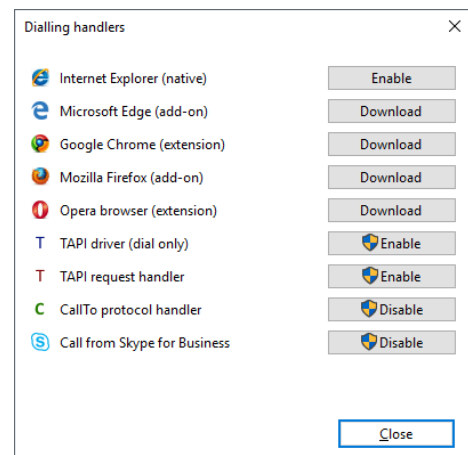 Dialling handlers
Internet Explorer (native) Enable
Microsoft Edge (add-on) Download
Google Chrome (extension) Download
Mozilla Firefox (add-on) Download
Opera browser (extension) Download
T TAPI driver (dial only) Enable
T TAPI request handler Enable
C CallTo protocol handler Disable
S Call from Skype for Business Disable
Close